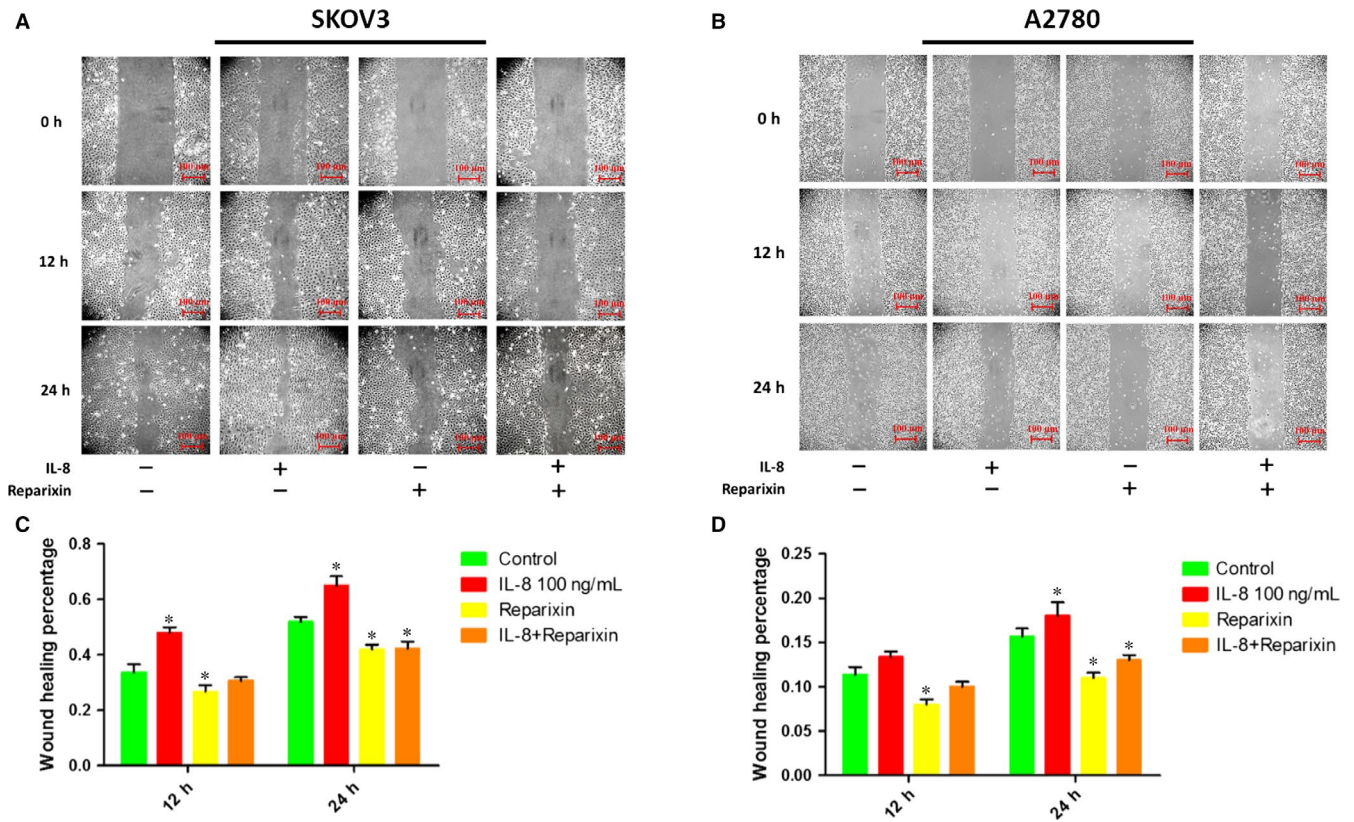 A
SKOV3
0 h
100 μm 100 μm 100 μm 100 μm
12 h
100 μm 100 μm 100 μm 100 μm
24 h
100 μm 100 μm 100 μm 100 μm
IL-8 − + − +
Reparixin − − + +
B
A2780
0 h
100 μm 100 μm 100 μm 100 μm
12 h
100 μm 100 μm 100 μm 100 μm
24 h
100 μm 100 μm 100 μm 100 μm
IL-8 − + − +
Reparixin − − + +
C
Wound healing percentage
0.8
0.6
0.4
0.2
0.0
* * * * *
12 h 24 h
Control
IL-8 100 ng/mL
Reparixin
IL-8+Reparixin
D
Wound healing percentage
0.25
0.20
0.15
0.10
0.05
0.00
* * * *
12 h 24 h
Control
IL-8 100 ng/mL
Reparixin
IL-8+Reparixin